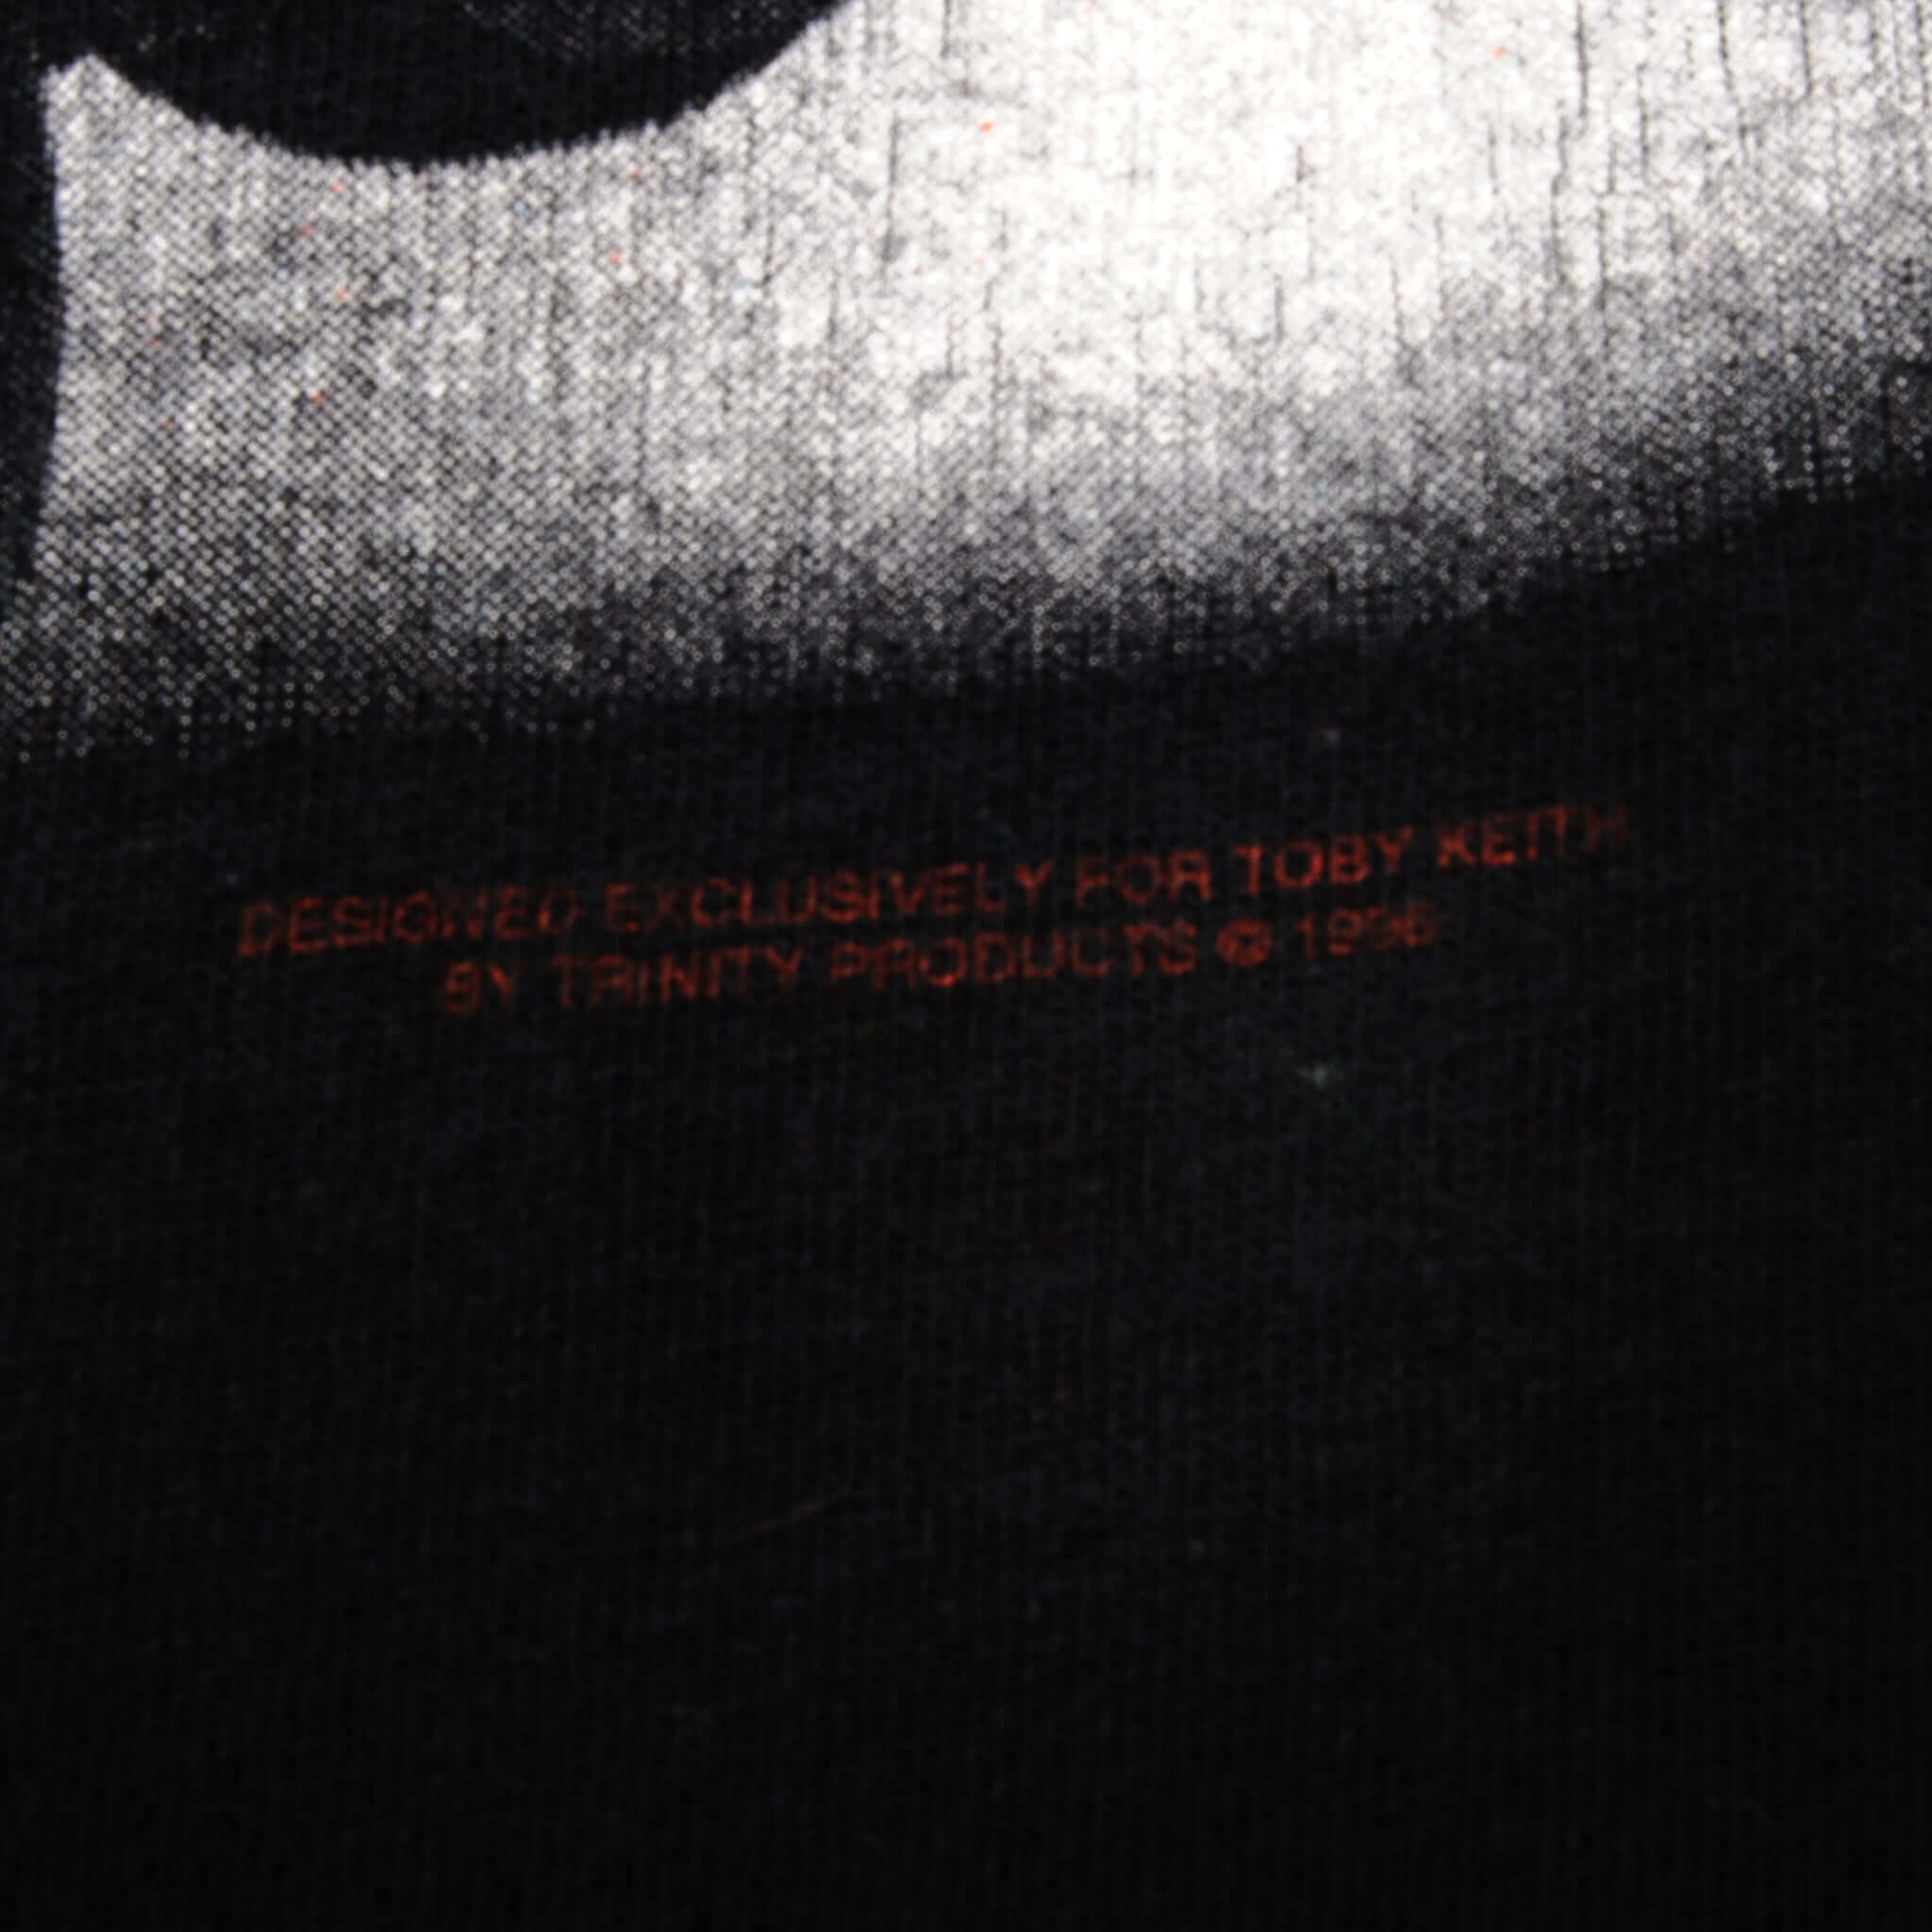 DESIGNED EXCLUSIVELY FOR TOBY KEITH
BY TRINITY PRODUCTS © 1996